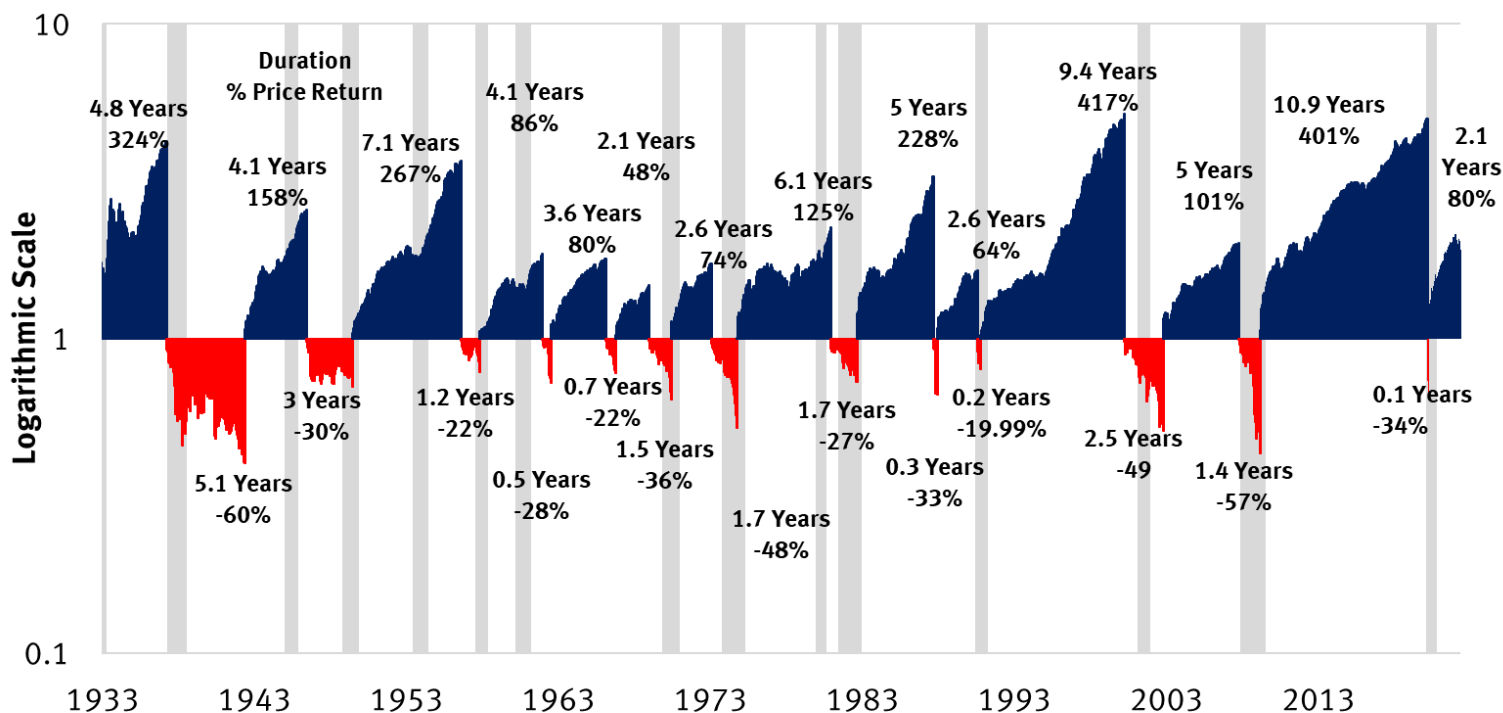 10
Duration
% Price Return
4.8 Years
324%
4.1 Years
158%
7.1 Years
267%
4.1 Years
86%
3.6 Years
80%
2.1 Years
48%
2.6 Years
74%
6.1 Years
125%
5 Years
228%
2.6 Years
64%
9.4 Years
417%
5 Years
101%
10.9 Years
401%
2.1
Years
80%
Logarithmic Scale
1
5.1 Years
-60%
3 Years
-30%
1.2 Years
-22%
0.5 Years
-28%
0.7 Years
-22%
1.5 Years
-36%
1.7 Years
-48%
1.7 Years
-27%
0.3 Years
-33%
0.2 Years
-19.99%
2.5 Years
-49
1.4 Years
-57%
0.1 Years
-34%
0.1
1933 1943 1953 1963 1973 1983 1993 2003 2013